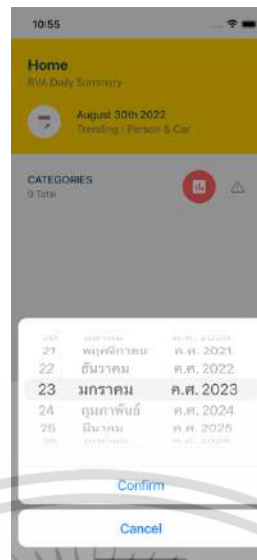 10:55
Home
BVA Daily Summery
August 30th 2022
Trending : Person & Car
CATEGORIES
0 Total
21 พฤศจิกายน ค.ศ. 2021
22 ธันวาคม ค.ศ. 2022
23 มกราคม ค.ศ. 2023
24 กุมภาพันธ์ ค.ศ. 2024
25 มีนาคม ค.ศ. 2025
Confirm
Cancel